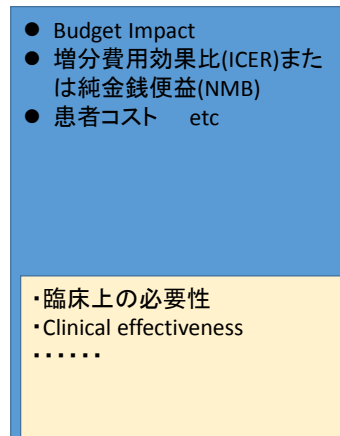 ● Budget Impact
● 増分費用効果比(ICER)また
は純金銭便益(NMB)
● 患者コスト etc
・臨床上の必要性
・Clinical effectiveness
・・・・・・